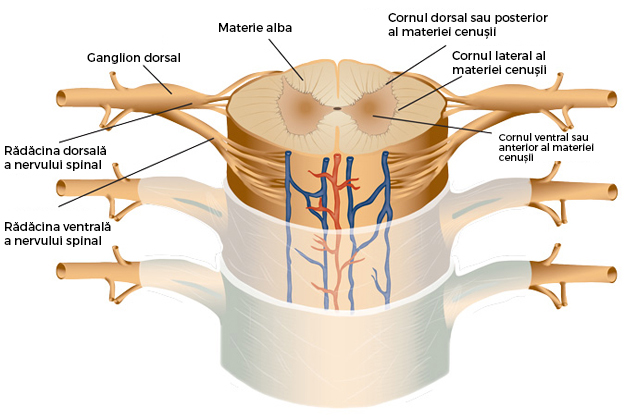 Materie alba
Cornul dorsal sau posterior
al materiei cenușii
Ganglion dorsal
Cornul lateral al
materiei cenușii
Cornul ventral sau
anterior al materiei
cenușii
Rădăcina dorsală
a nervului spinal
Rădăcina ventrală
a nervului spinal